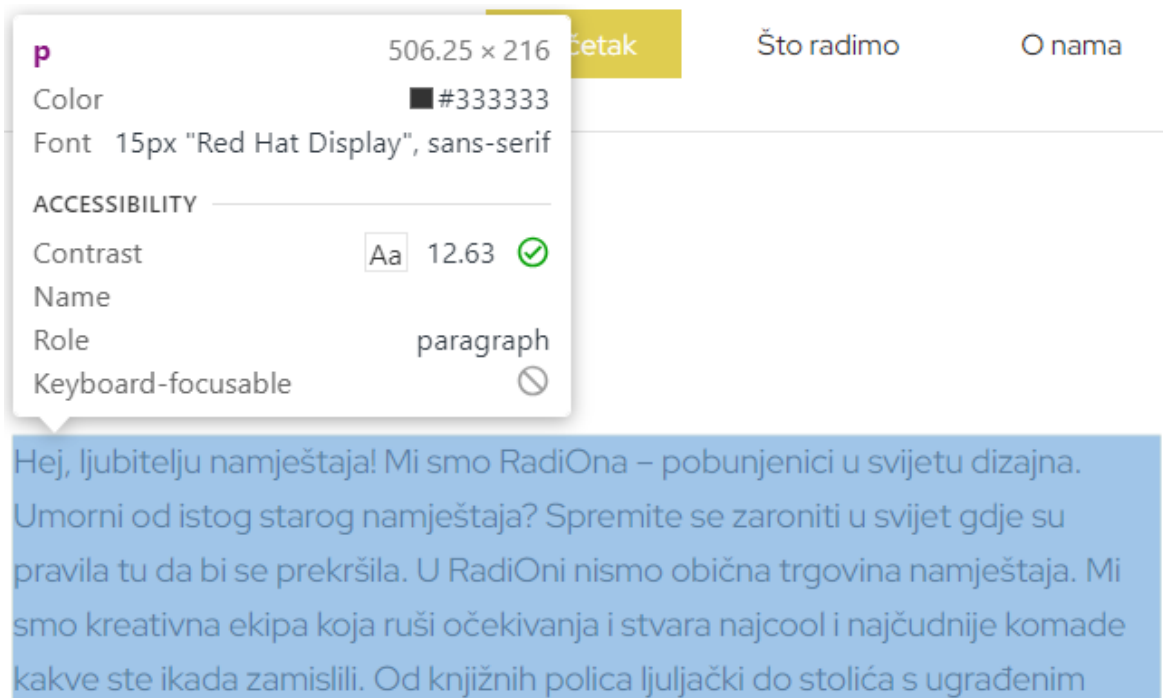 četak
Što radimo
O nama
p
506.25 × 216
Color
#333333
Font 15px "Red Hat Display", sans-serif
ACCESSIBILITY
Contrast
Aa 12.63
Name
Role
paragraph
Keyboard-focusable
Hej, ljubitelju namještaja! Mi smo RadiOna – pobunjenici u svijetu dizajna.
Umorni od istog starog namještaja? Spremite se zaroniti u svijet gdje su
pravila tu da bi se prekršila. U RadiOni nismo obična trgovina namještaja. Mi
smo kreativna ekipa koja ruši očekivanja i stvara najcool i najčudnije komade
kakve ste ikada zamislili. Od knjižnih polica ljuljački do stolića s ugrađenim